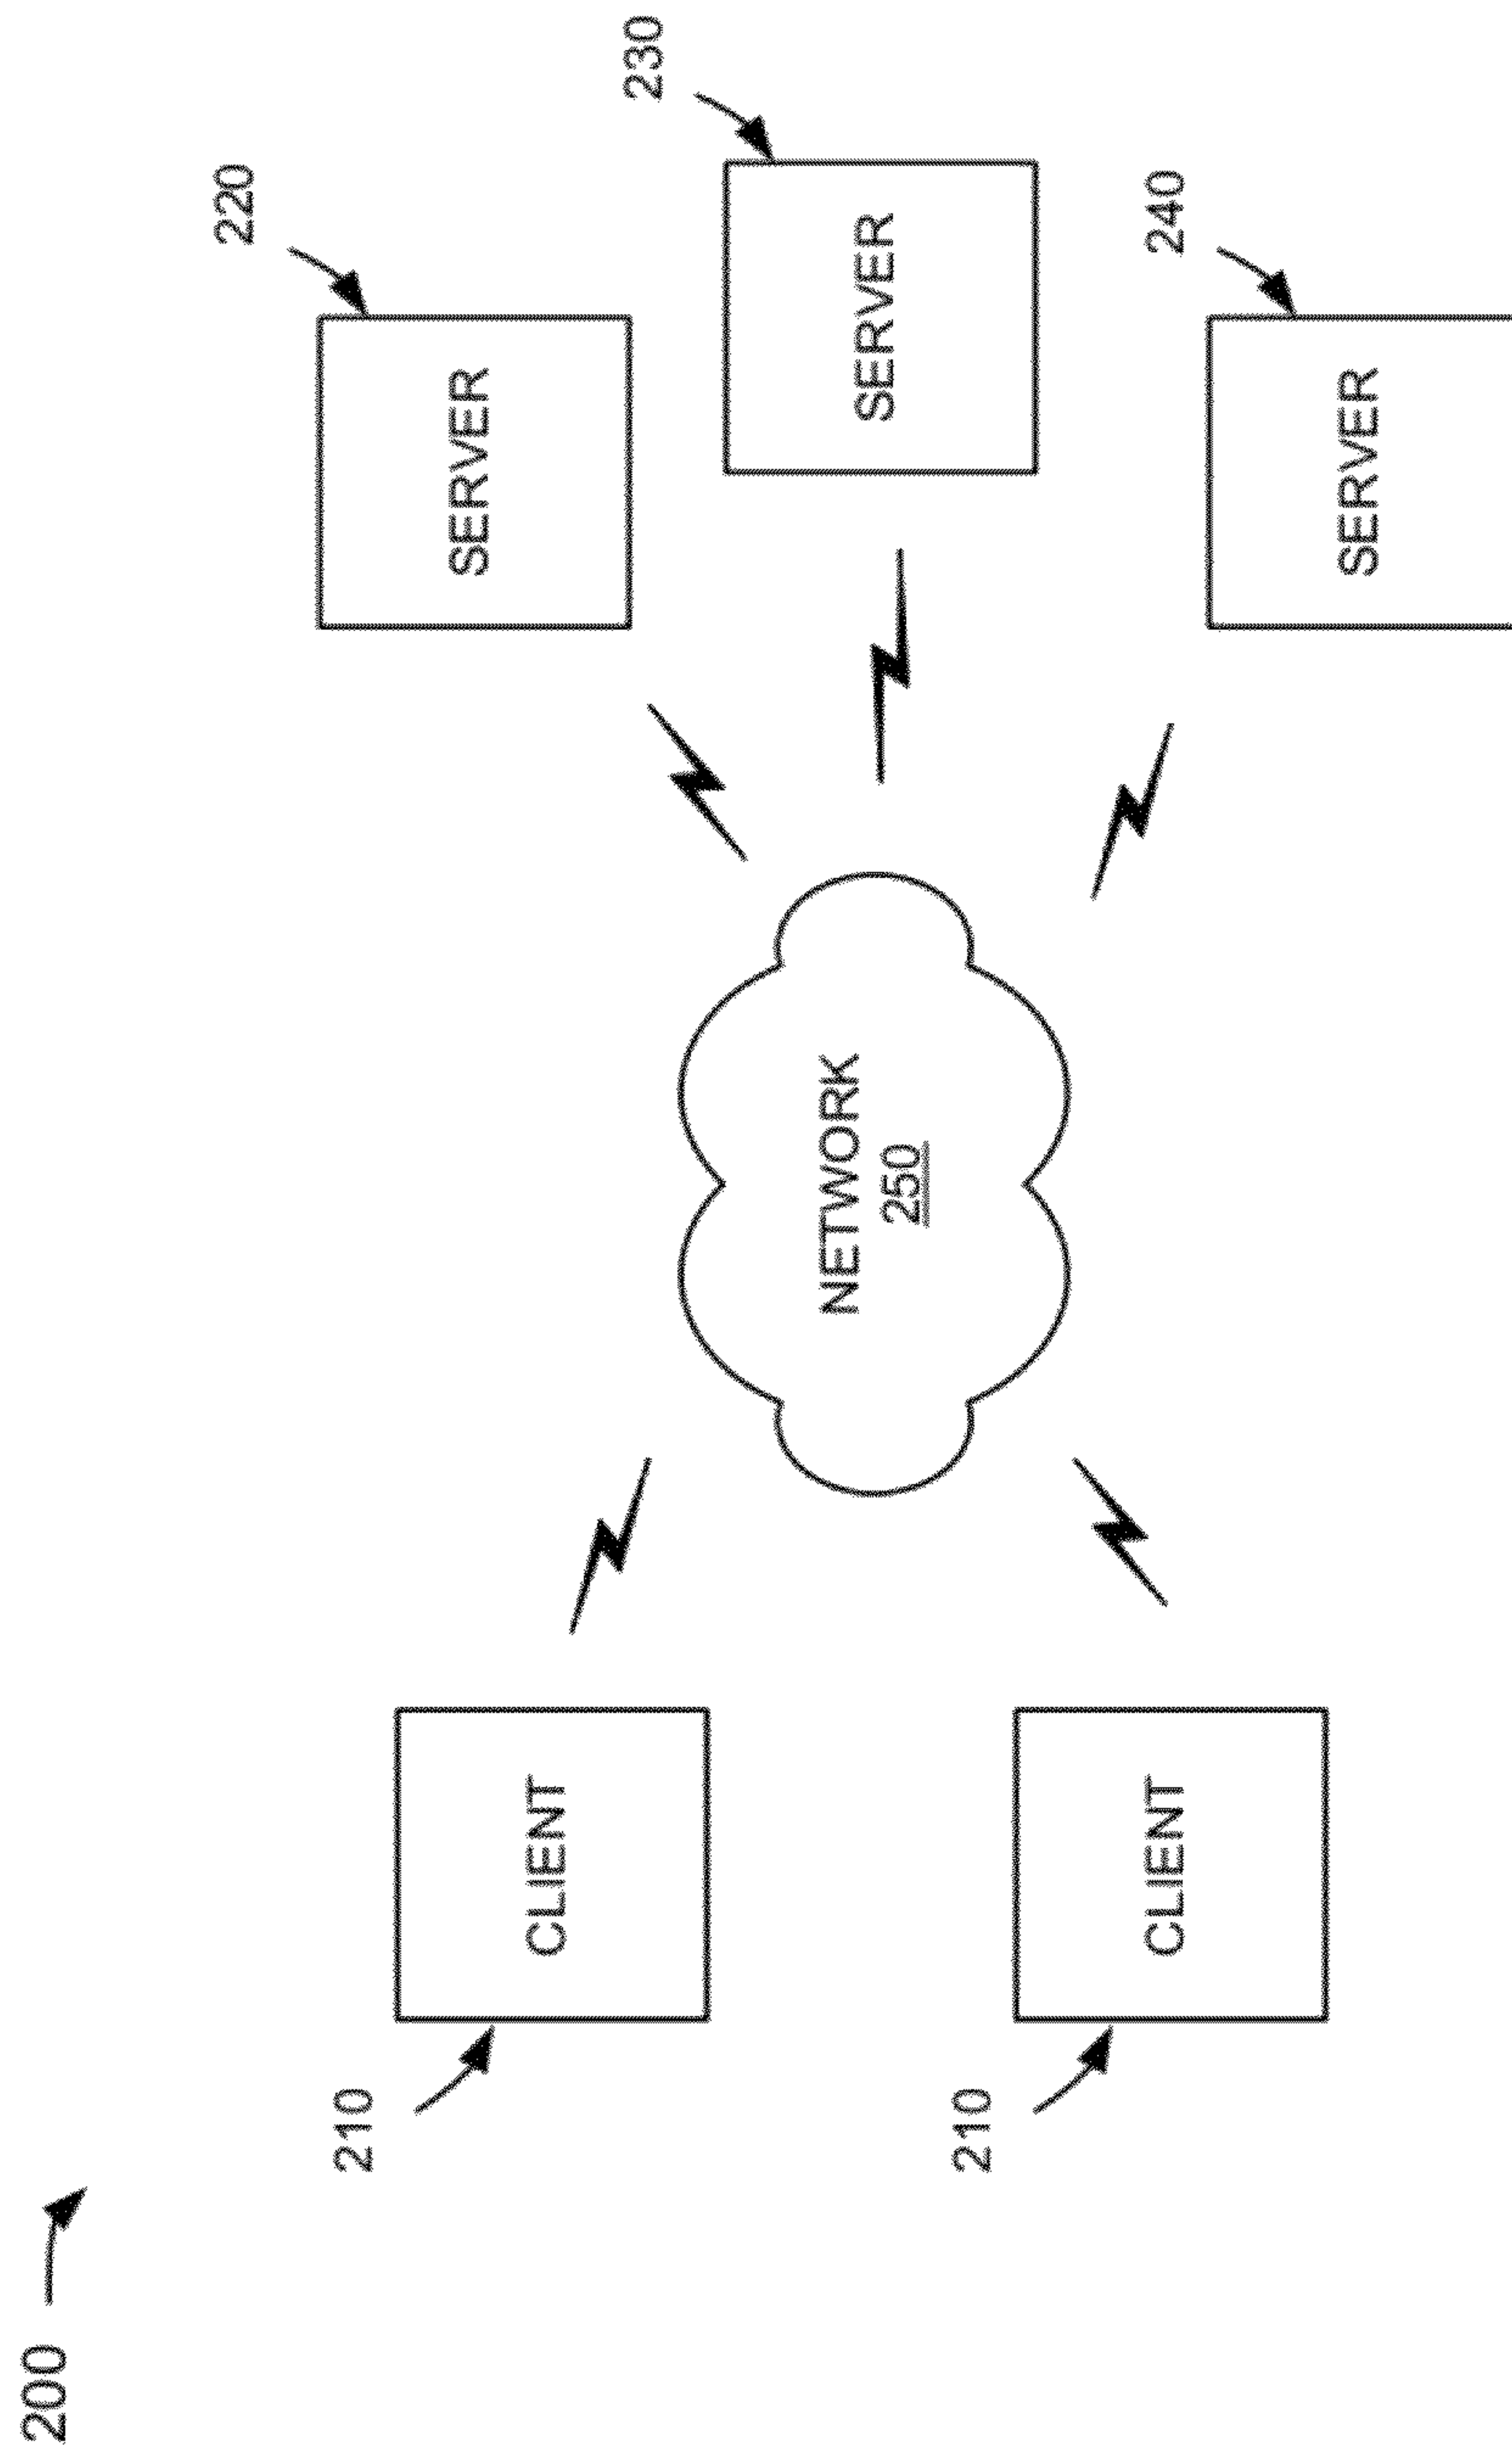 200
220
SERVER
230
210
CLIENT
SERVER
NETWORK
250
210
CLIENT
240
SERVER